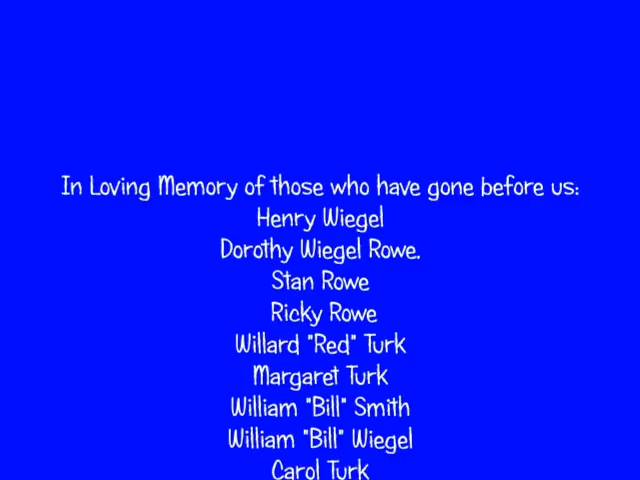 In Loving Memory of those who have gone before us:
Henry Wiegel
Dorothy Wiegel Rowe.
Stan Rowe
Ricky Rowe
Willard "Red" Turk
Margaret Turk
William "Bill" Smith
William "Bill" Wiegel
Carol Turk